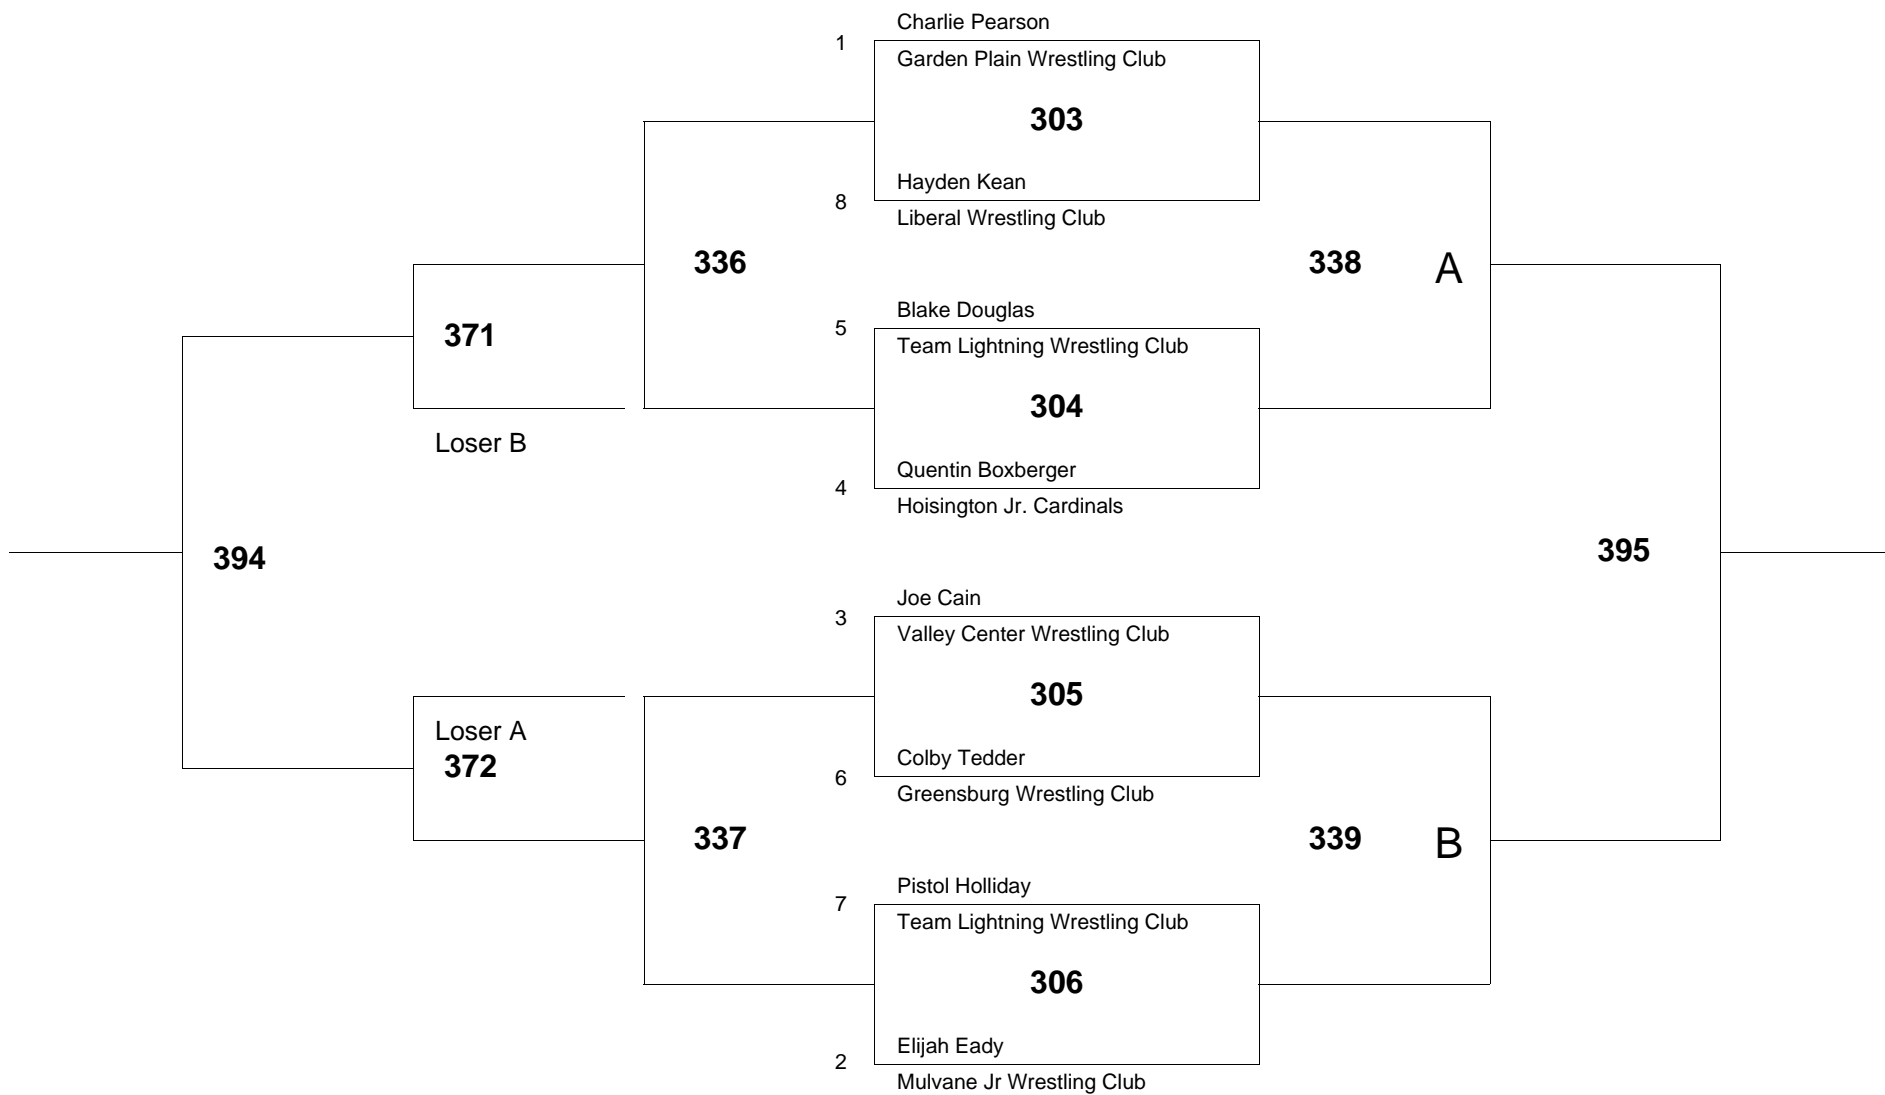 Charlie Pearson
1
Garden Plain Wrestling Club
303
Hayden Kean
8
Liberal Wrestling Club
336
338
A
Blake Douglas
5
371
Team Lightning Wrestling Club
304
Loser B
Quentin Boxberger
4
Hoisington Jr. Cardinals
394
395
Joe Cain
3
Valley Center Wrestling Club
305
Loser A
372
Colby Tedder
6
Greensburg Wrestling Club
337
339
B
Pistol Holliday
7
Team Lightning Wrestling Club
306
Elijah Eady
2
Mulvane Jr Wrestling Club